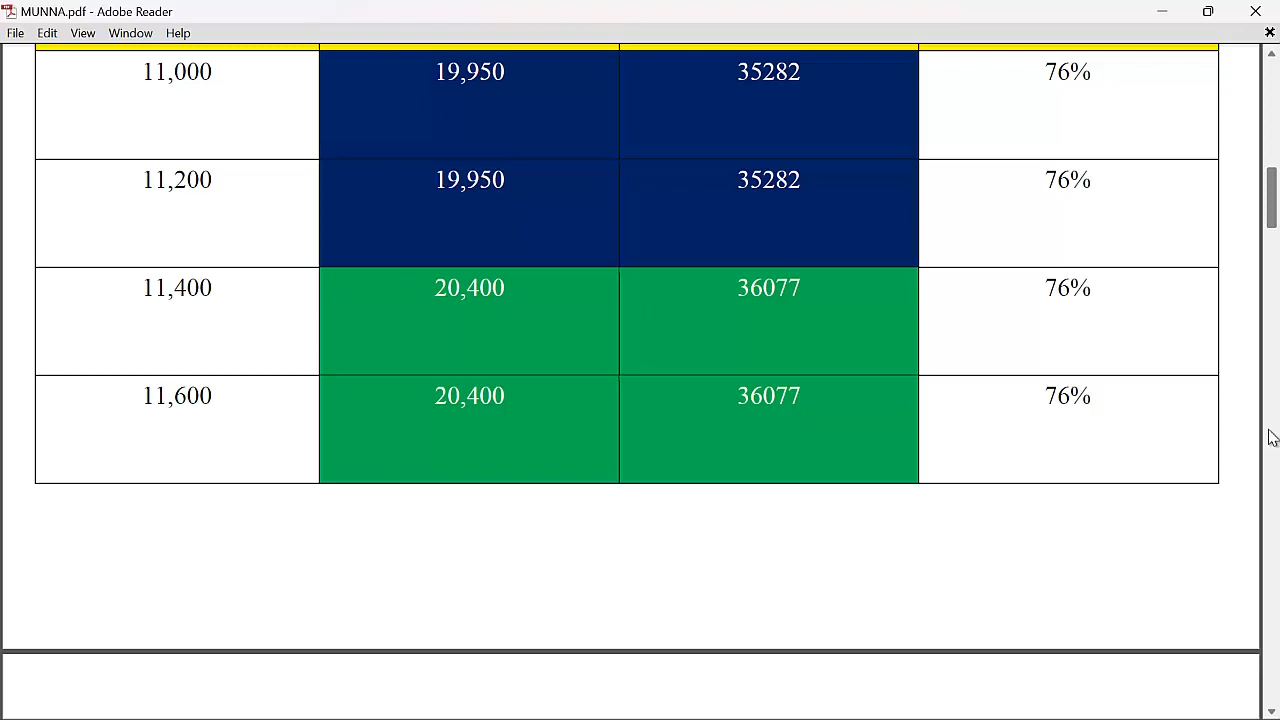 MUNNA.pdf - Adobe Reader
File Edit View Window Help
11,000 19,950 35282 76%
11,200 19,950 35282 76%
11,400 20,400 36077 76%
11,600 20,400 36077 76%